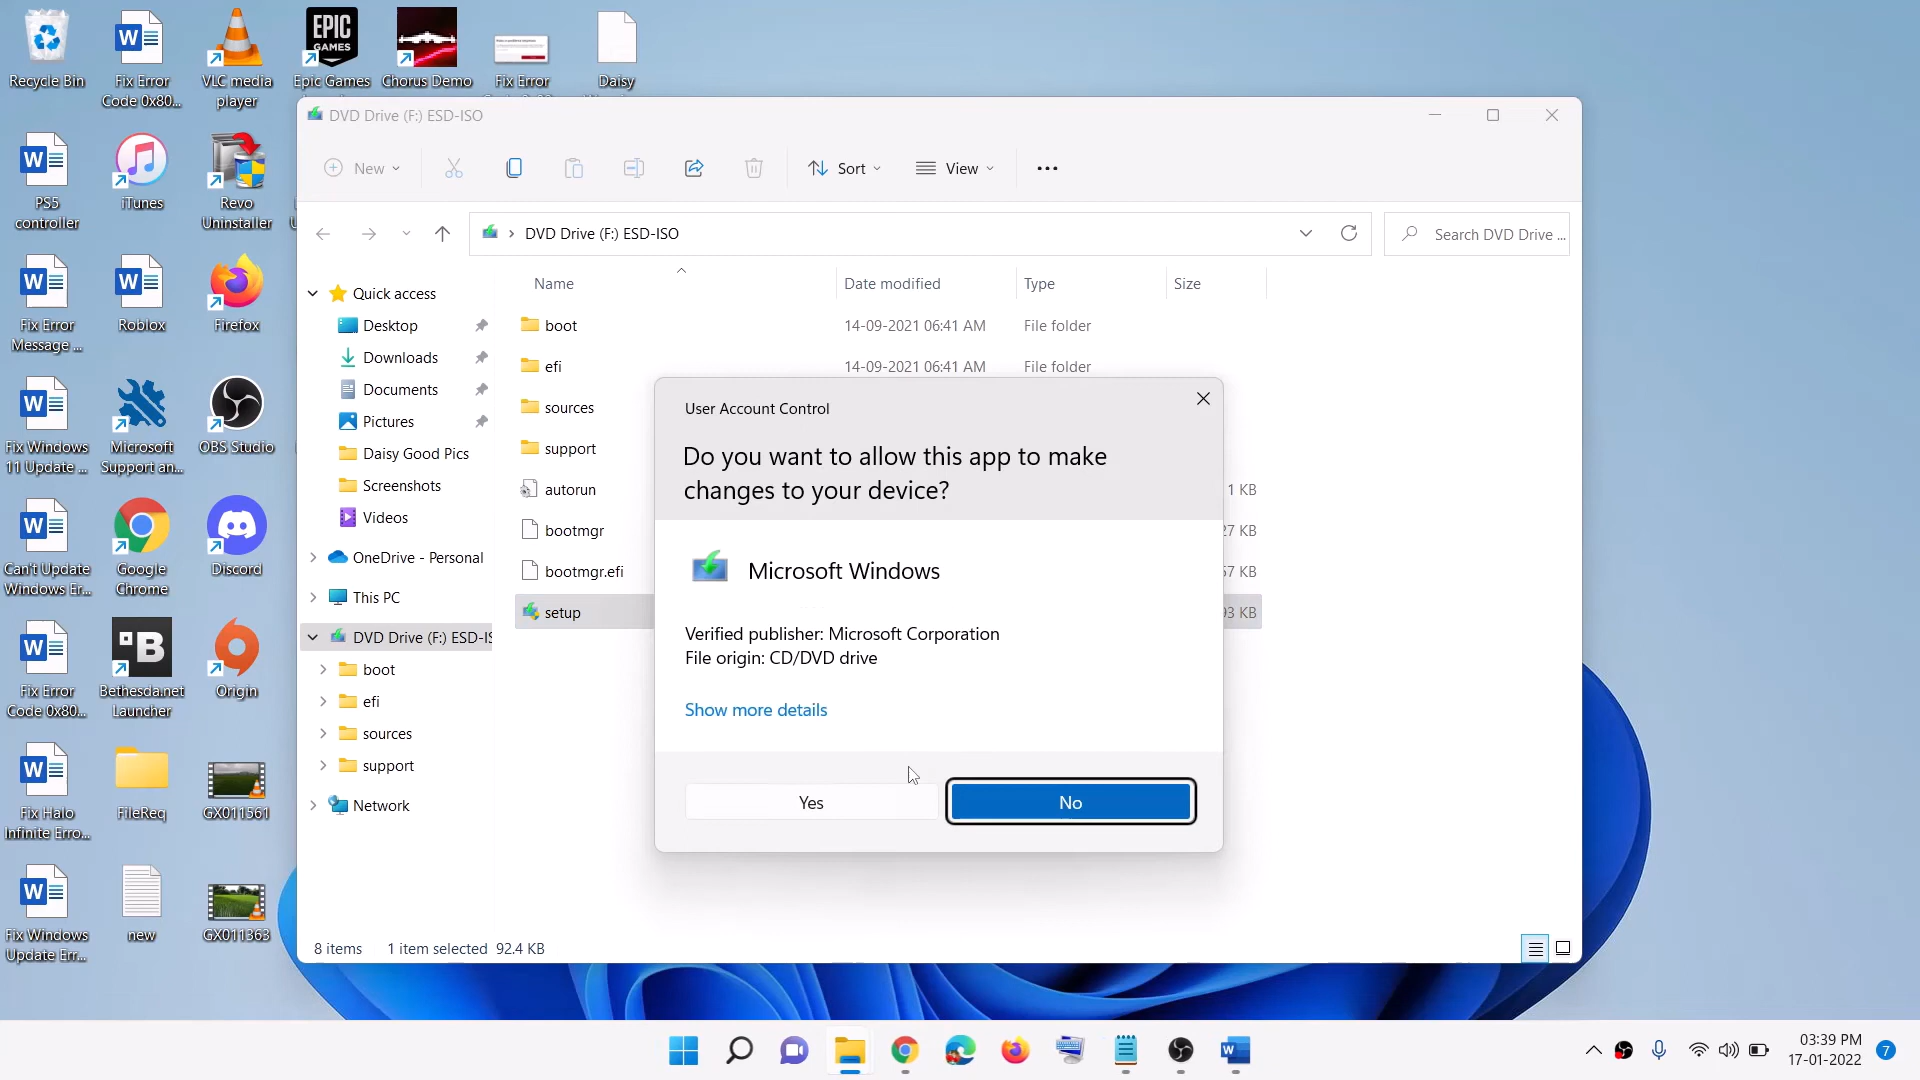 Recycle Bin
Fix Error
Code 0x80...
VLC media
player
EPIC
GAMES
Epic Games
Chorus Demo
Fix Error
Daisy
PS5
controller
iTunes
Revo
Uninstaller
Fix Error
Message ...
Roblox
Firefox
Fix Windows
11 Update ...
Microsoft
Support an...
OBS Studio
Can't Update
Windows Er...
Google
Chrome
Discord
Fix Error
Code 0x80...
B
Bethesda.net
Launcher
Origin
Fix Halo
Infinite Erro...
FileReq
GX011561
Fix Windows
Update Err...
new
GX011363
DVD Drive (F:) ESD-ISO
New
Sort
View
DVD Drive (F:) ESD-ISO
Search DVD Drive ...
Quick access
Desktop
Downloads
Documents
Pictures
Daisy Good Pics
Screenshots
Videos
OneDrive - Personal
This PC
DVD Drive (F:) ESD-IS
boot
efi
sources
support
Network
Name Date modified Type Size
boot 14-09-2021 06:41 AM File folder
efi 14-09-2021 06:41 AM File folder
sources
support
autorun 1 KB
bootmgr 27 KB
bootmgr.efi 57 KB
setup 93 KB
User Account Control
Do you want to allow this app to make
changes to your device?
Microsoft Windows
Verified publisher: Microsoft Corporation
File origin: CD/DVD drive
Show more details
Yes
No
8 items 1 item selected 92.4 KB
03:39 PM
17-01-2022
7